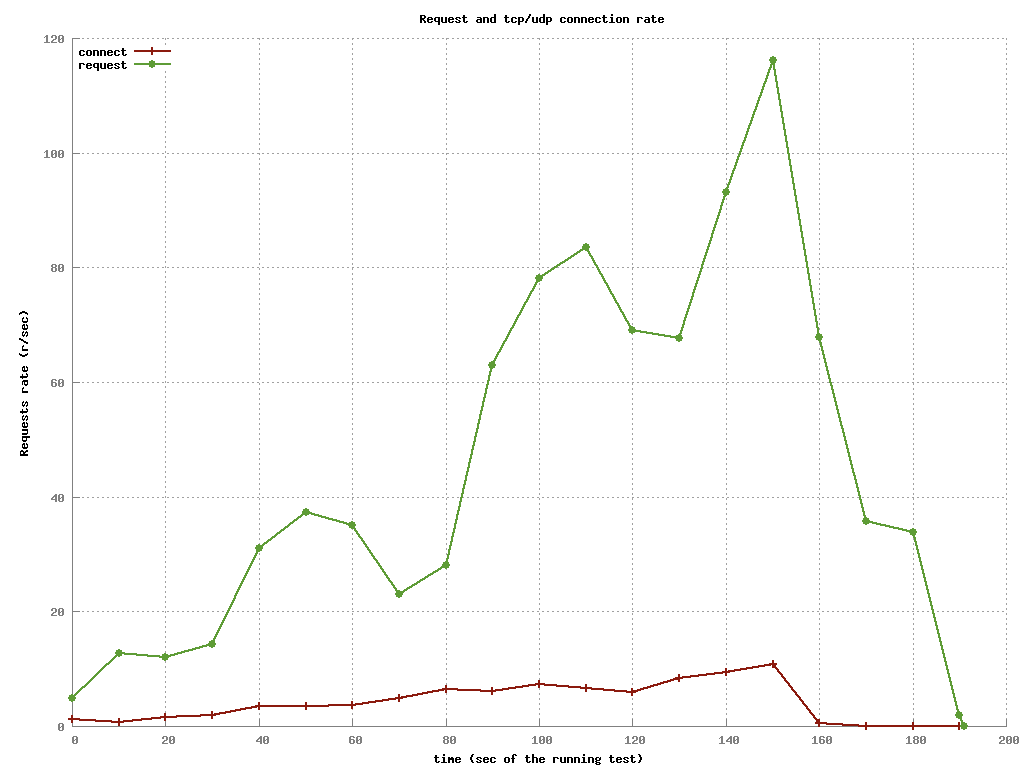 Request and tcp/udp connection rate
connect
request
120
100
80
60
40
20
0
Requests rate (r/sec)
0 20 40 60 80 100 120 140 160 180 200
time (sec of the running test)